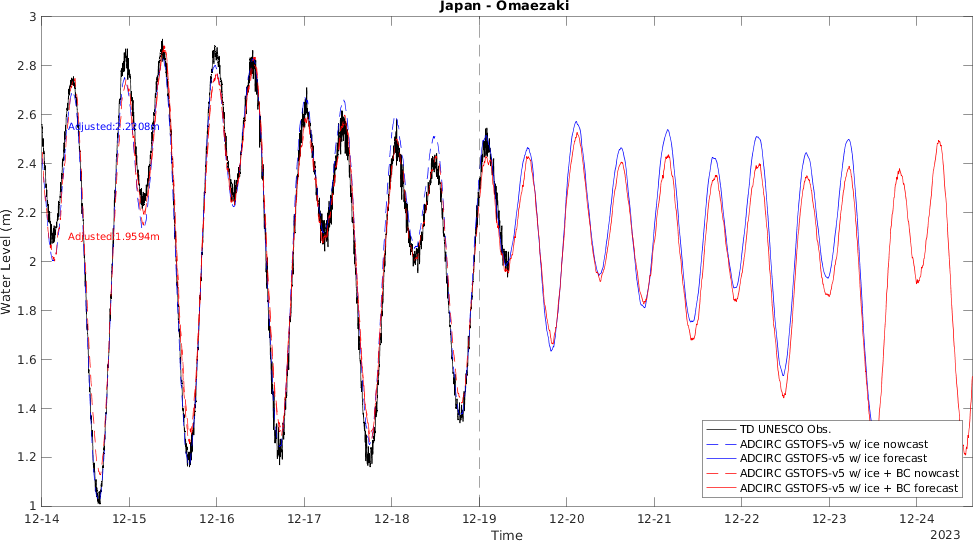 Japan - Omaezaki
3
2.8
2.6
2.4
2.2
2
1.8
1.6
1.4
1.2
1
Water Level (m)
Adjusted:2.2208m
Adjusted:1.9594m
TD UNESCO Obs.
ADCIRC GSTOFS-v5 w/ ice nowcast
ADCIRC GSTOFS-v5 w/ ice forecast
ADCIRC GSTOFS-v5 w/ ice + BC nowcast
ADCIRC GSTOFS-v5 w/ ice + BC forecast
12-14 12-15 12-16 12-17 12-18 12-19 12-20 12-21 12-22 12-23 12-24
Time
2023